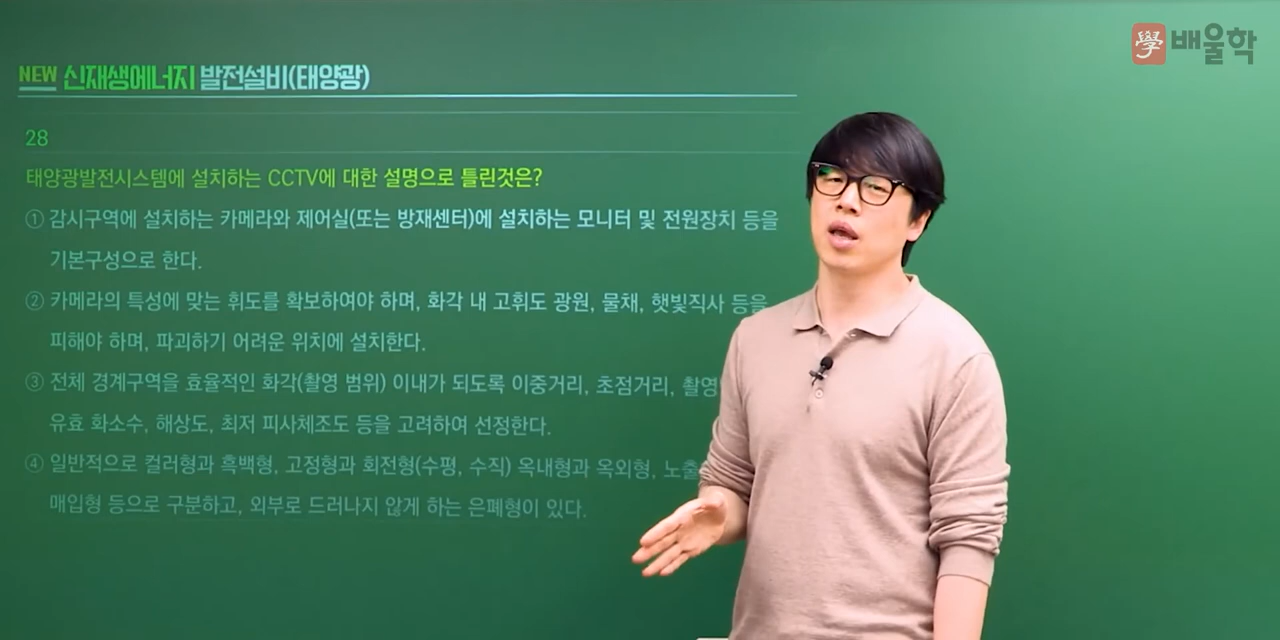 學 배울학
NEW 신재생에너지 발전설비(태양광)
28
태양광발전시스템에 설치하는 CCTV에 대한 설명으로 틀린것은?
① 감시구역에 설치하는 카메라와 제어실(또는 방재센터)에 설치하는 모니터 및 전원장치 등을
기본구성으로 한다.
② 카메라의 특성에 맞는 휘도를 확보하여야 하며, 화각 내 고휘도 광원, 물채, 햇빛직사 등을
피해야 하며, 파괴하기 어려운 위치에 설치한다.
③ 전체 경계구역을 효율적인 화각(촬영 범위) 이내가 되도록 이중거리, 초점거리,
유효 화소수, 해상도, 최저 피사체조도 등을 고려하여 선정한다.
④ 일반적으로 컬러형과 흑백형, 고정형과 회전형(수평, 수직) 옥내형과 옥외형,
매입형 등으로 구분하고, 외부로 드러나지 않게 하는 은폐형이 있다.